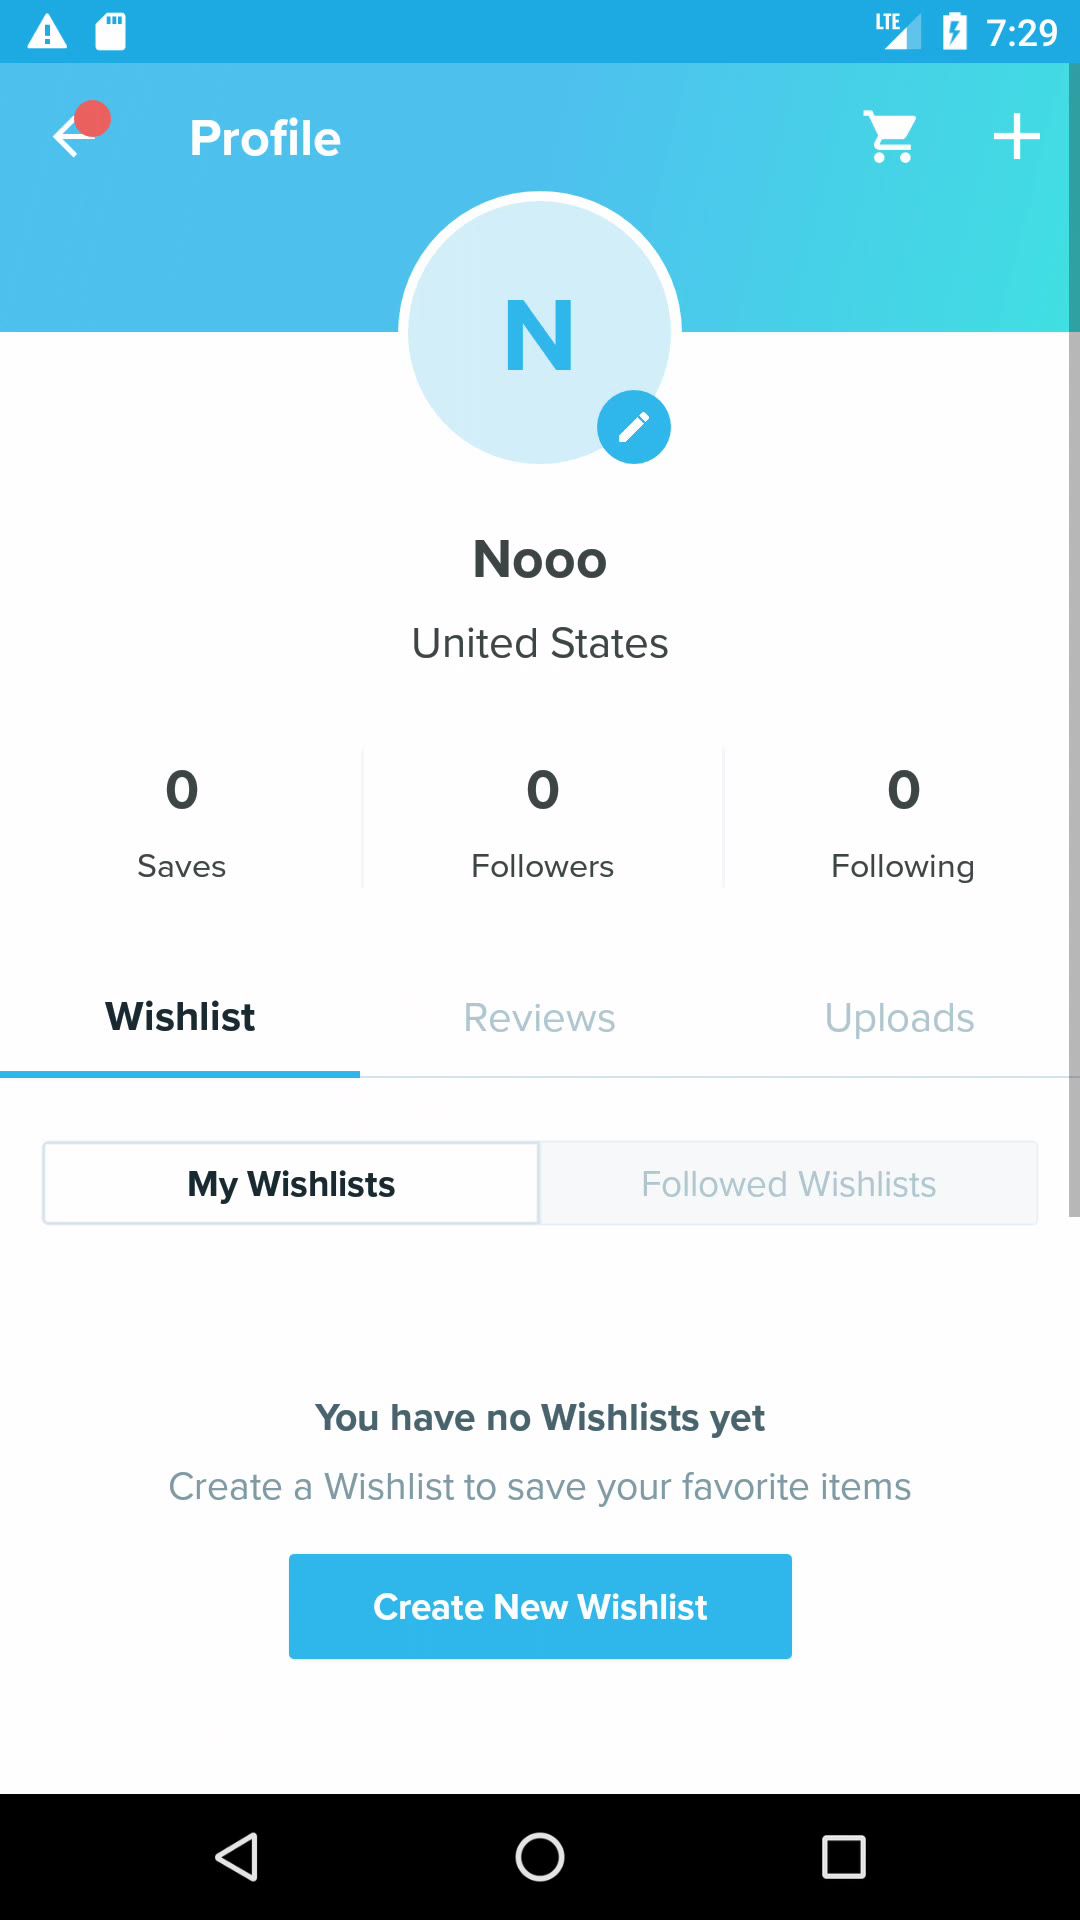 LTE 7:29
Profile
N
Nooo
United States
0 0 0
Saves Followers Following
Wishlist Reviews Uploads
My Wishlists Followed Wishlists
You have no Wishlists yet
Create a Wishlist to save your favorite items
Create New Wishlist